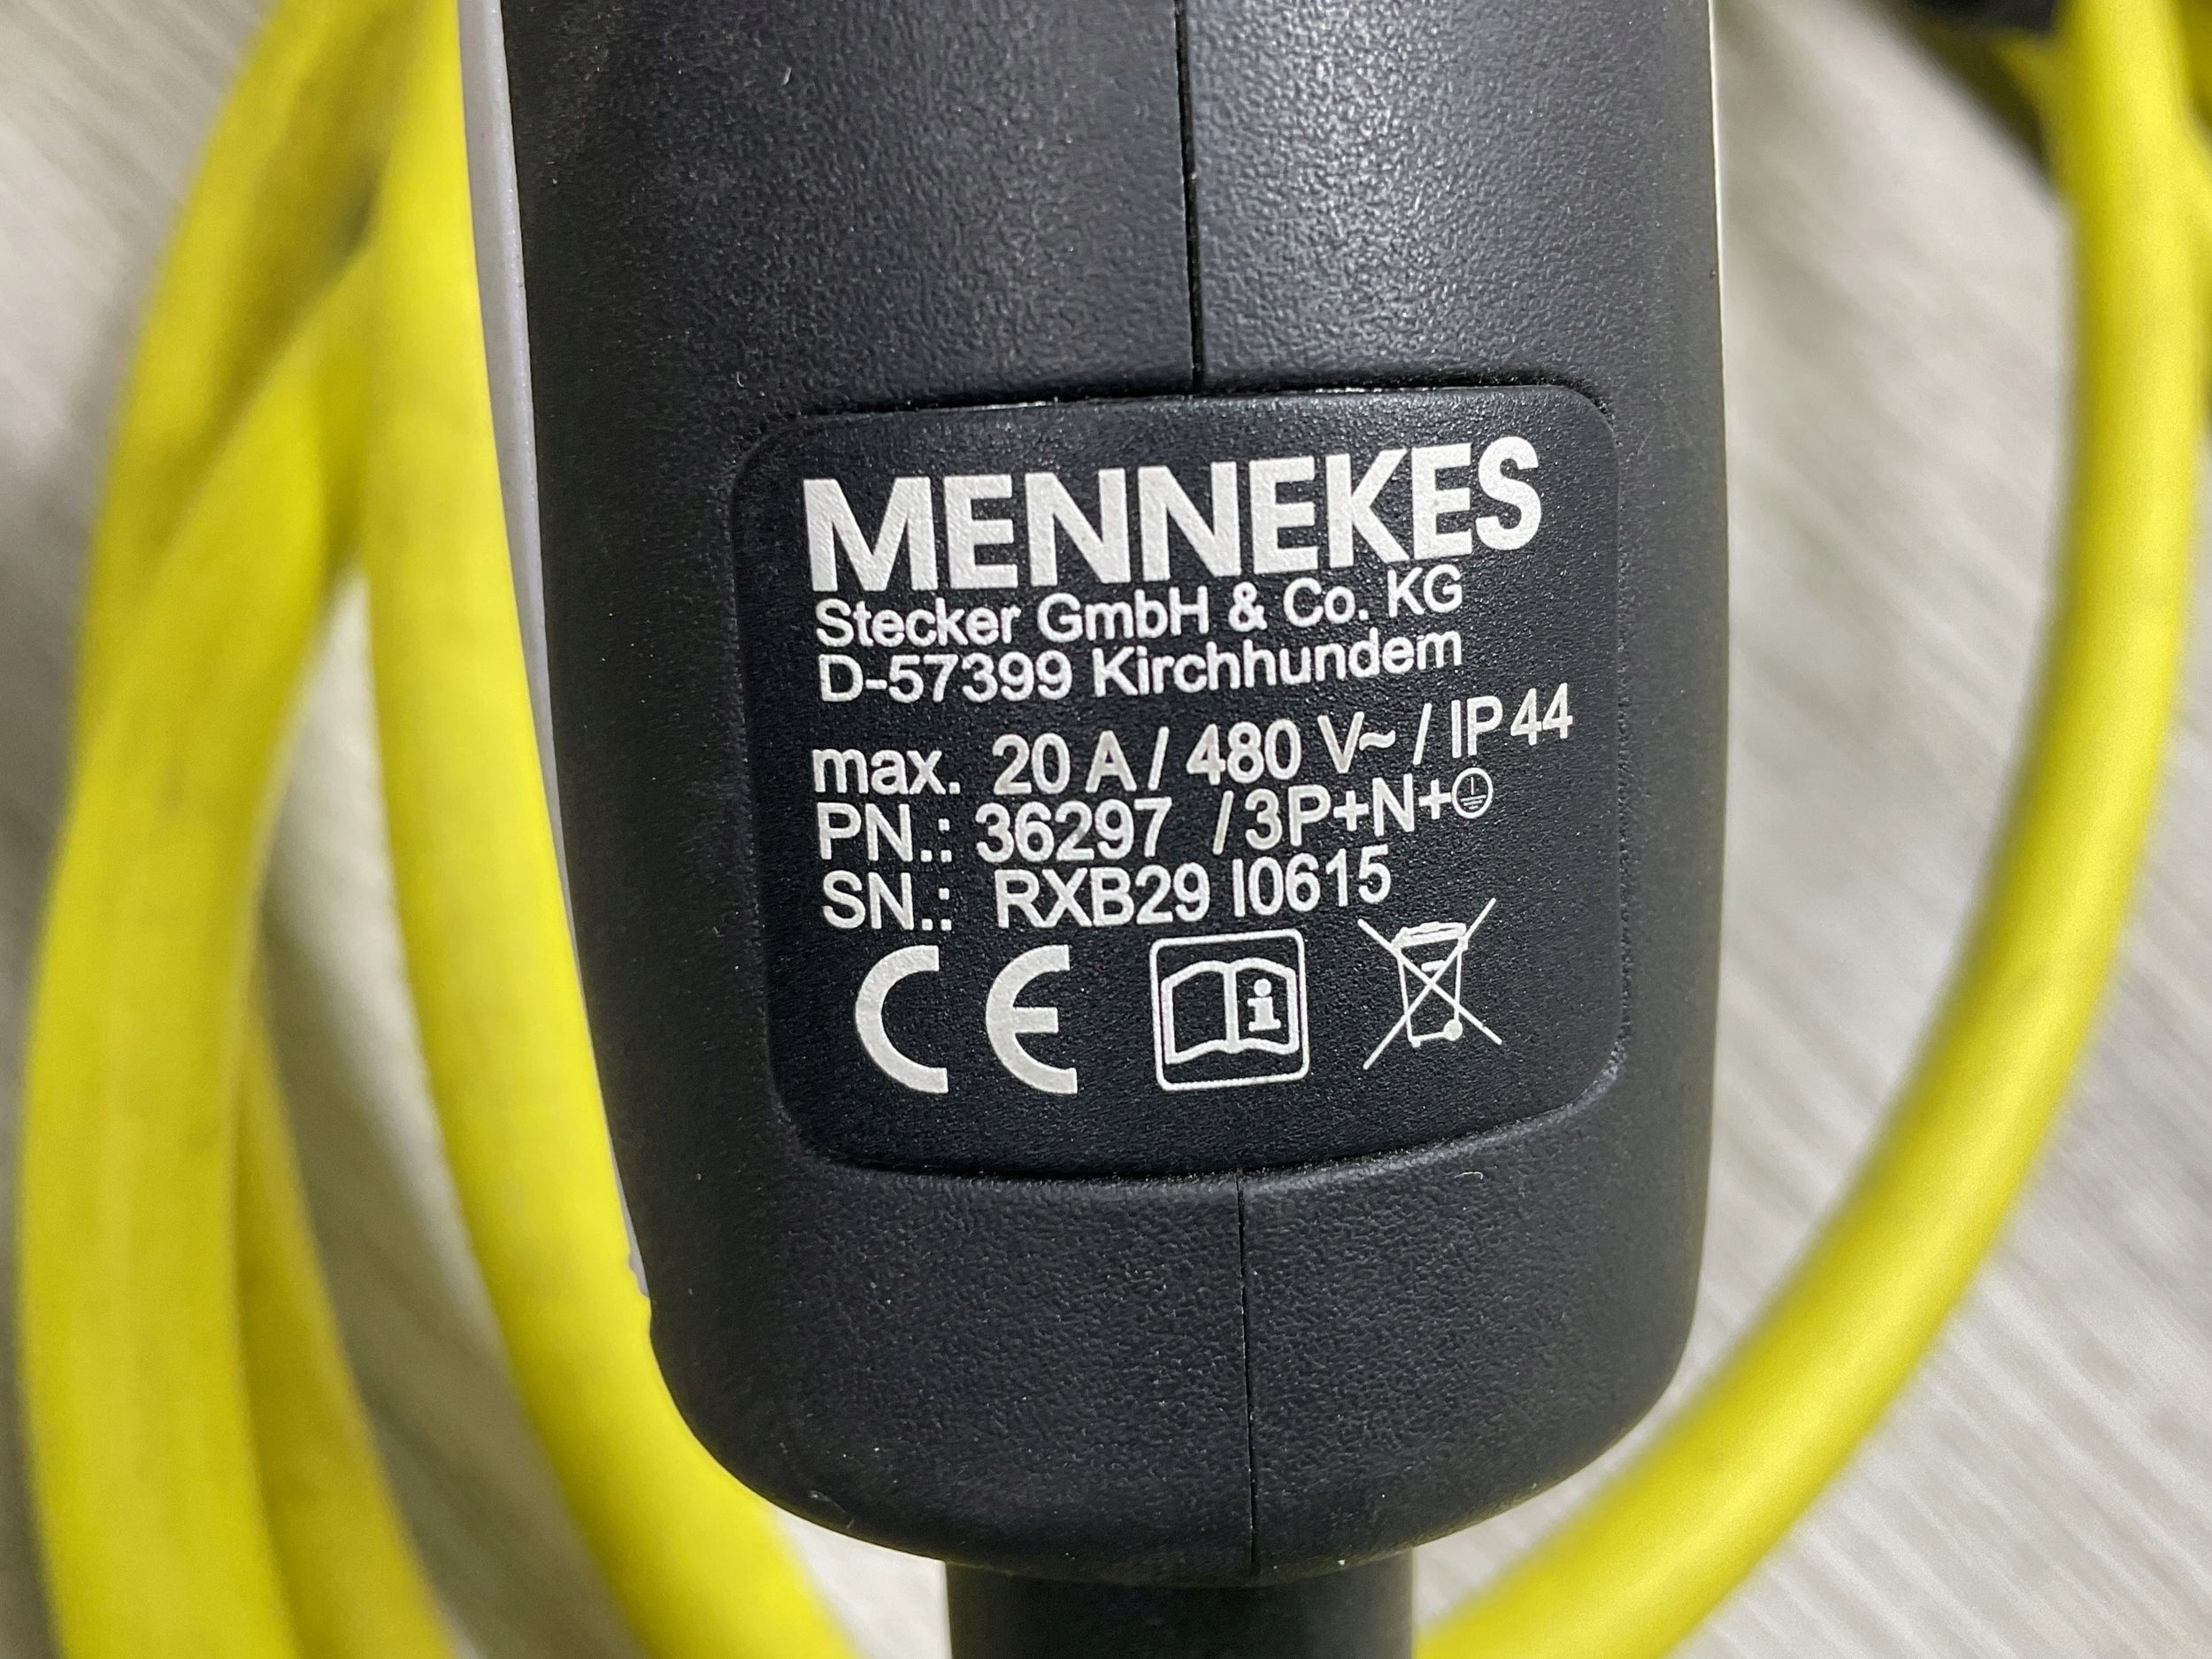 MENNEKES
Stecker GmbH & Co. KG
D-57399 Kirchhundem
max. 20 A / 480 V~ / IP 44
PN.: 36297 / 3P+N+⏚
SN.: RXB29 I0615
CE
i